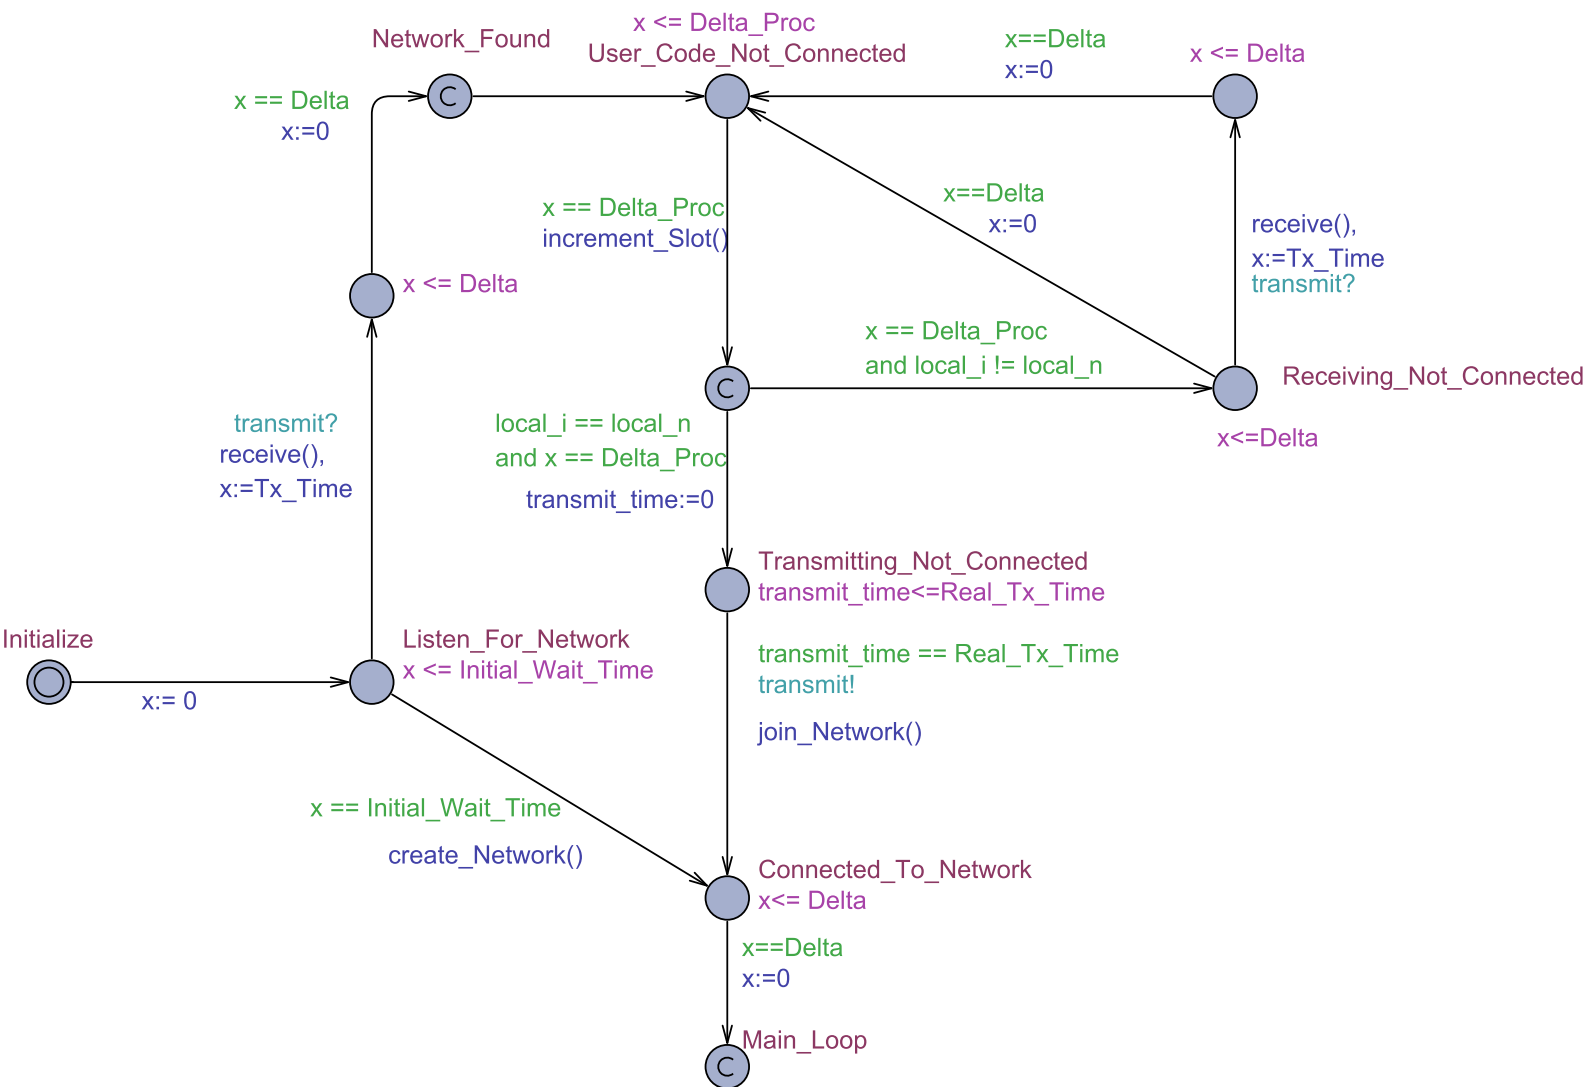 x <= Delta_Proc
Network_Found
User_Code_Not_Connected
x==Delta
x:=0
x <= Delta
x == Delta
x:=0
C
x == Delta_Proc
increment_Slot()
x==Delta
x:=0
receive(),
x:=Tx_Time
transmit?
x <= Delta
x == Delta_Proc
and local_i != local_n
C
Receiving_Not_Connected
x<=Delta
transmit?
receive(),
x:=Tx_Time
local_i == local_n
and x == Delta_Proc
transmit_time:=0
Transmitting_Not_Connected
transmit_time<=Real_Tx_Time
Initialize
Listen_For_Network
x <= Initial_Wait_Time
x:= 0
transmit_time == Real_Tx_Time
transmit!
join_Network()
x == Initial_Wait_Time
create_Network()
Connected_To_Network
x<= Delta
x==Delta
x:=0
Main_Loop
C